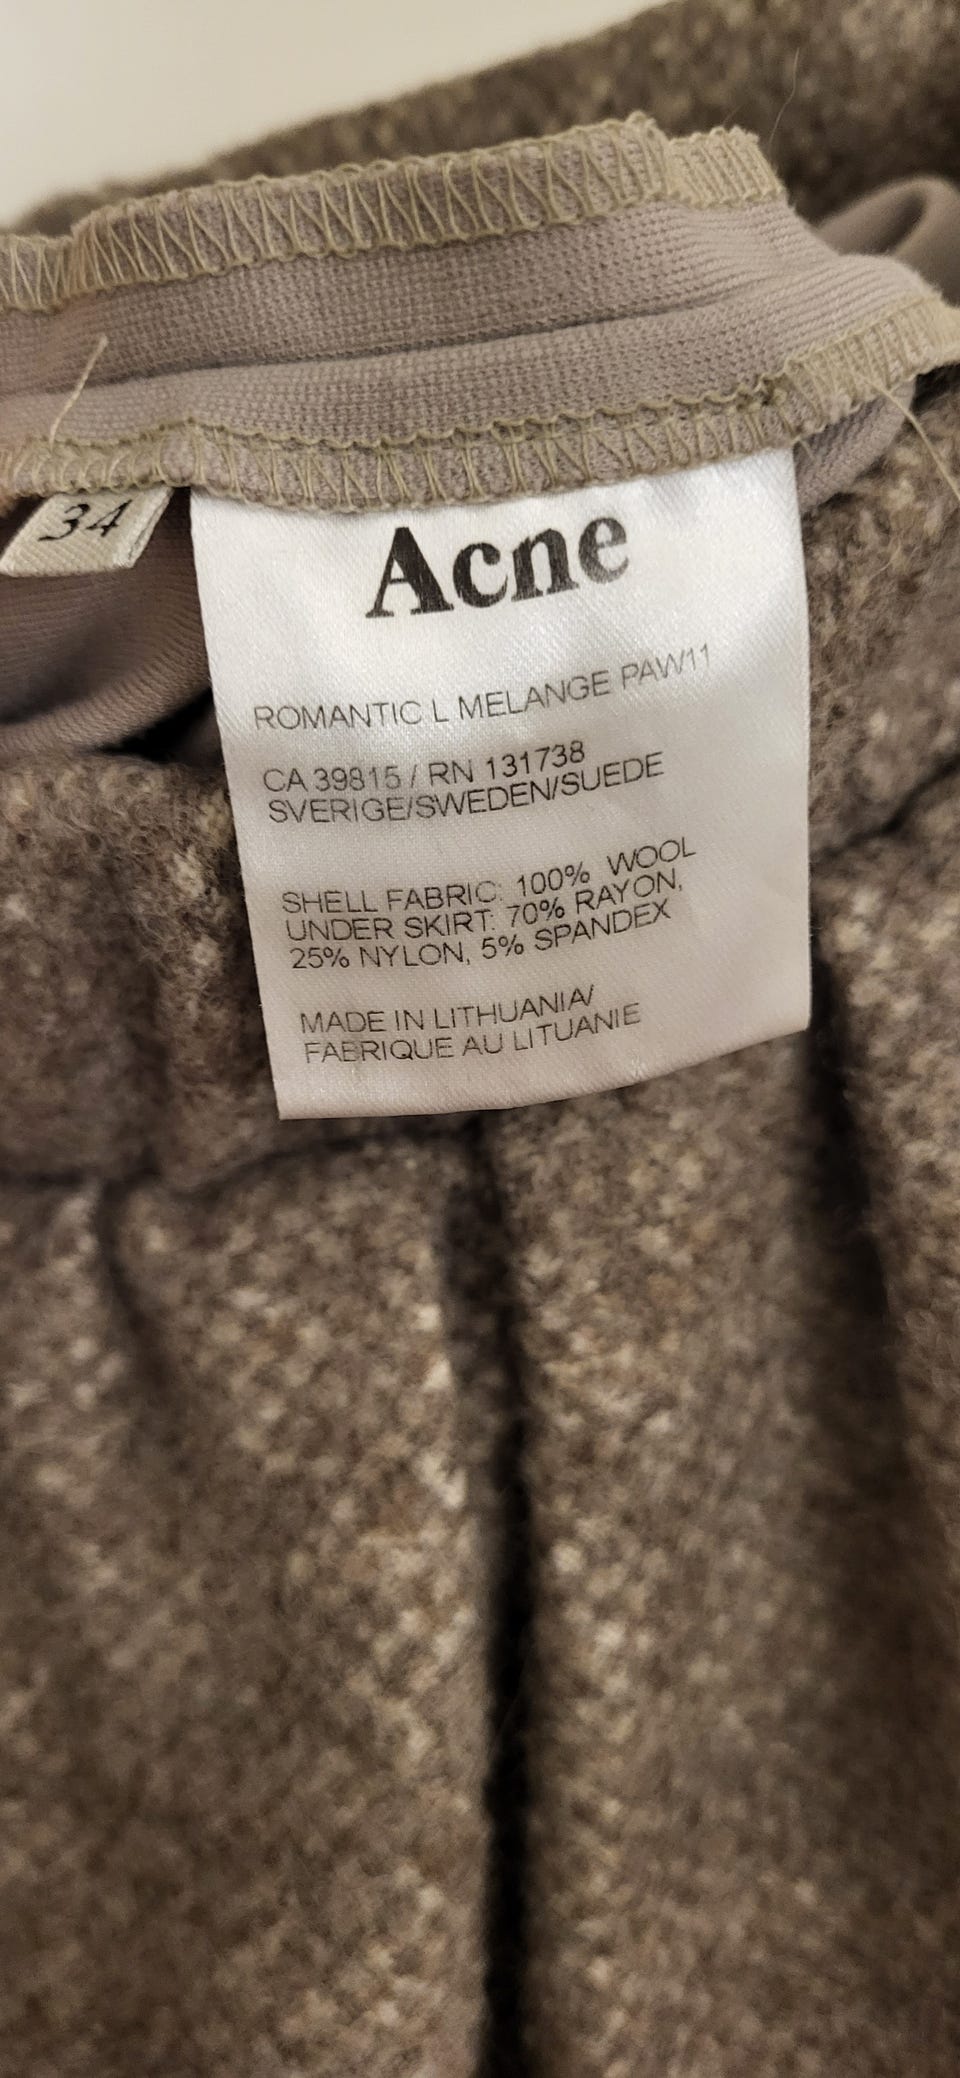 34
Acne
ROMANTIC L MELANGE PAW11
CA 39815 / RN 131738
SVERIGE/SWEDEN/SUEDE
SHELL FABRIC: 100% WOOL
UNDER SKIRT: 70% RAYON,
25% NYLON, 5% SPANDEX
MADE IN LITHUANIA/
FABRIQUE AU LITUANIE